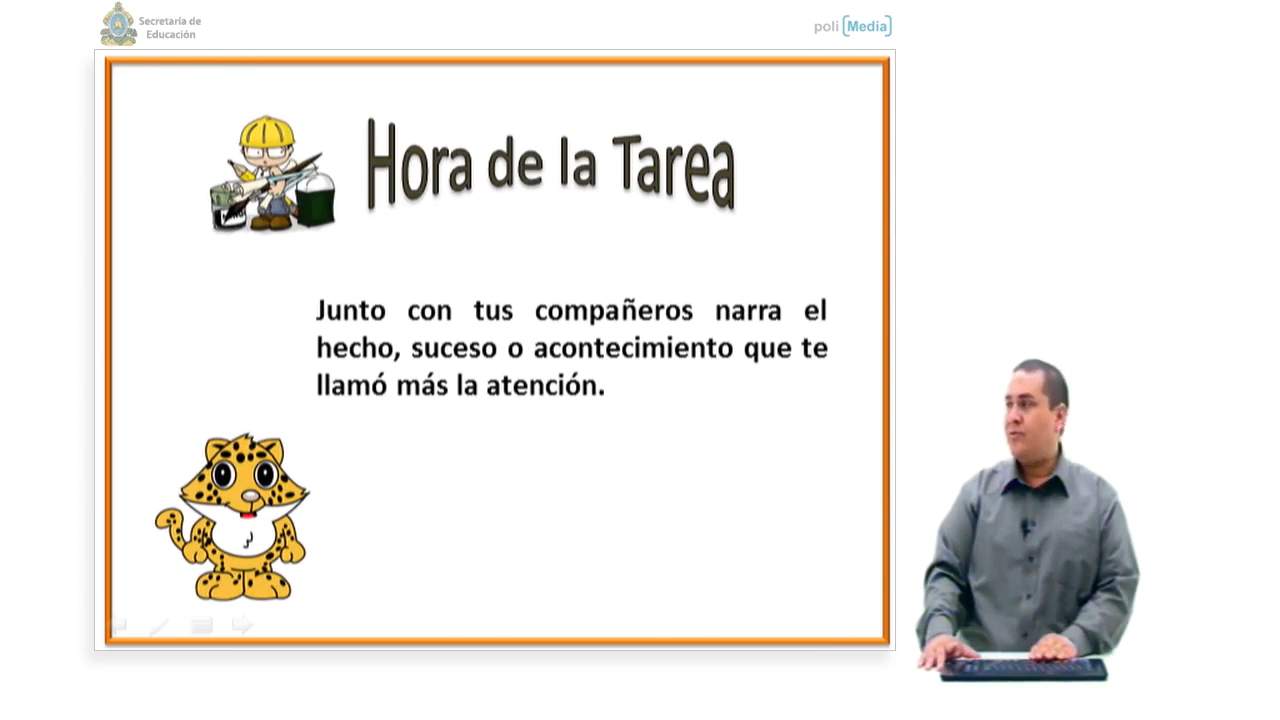 Secretaría de
Educación
poli [Media]
Hora de la Tarea
Junto con tus compañeros narra el
hecho, suceso o acontecimiento que te
llamó más la atención.